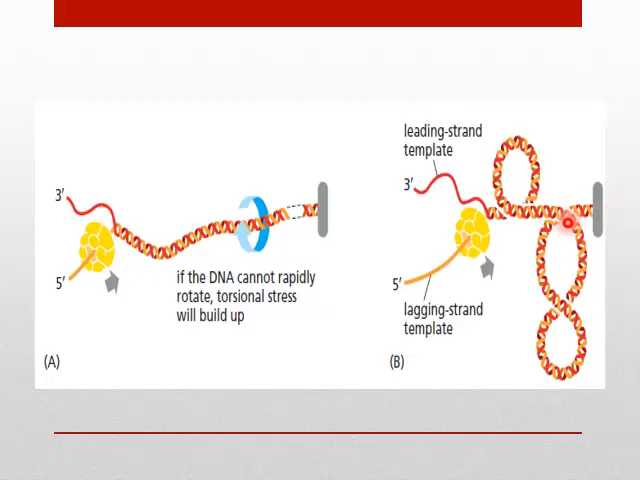 3′
5′
if the DNA cannot rapidly
rotate, torsional stress
will build up
(A)
leading-strand
template
3′
5′
lagging-strand
template
(B)